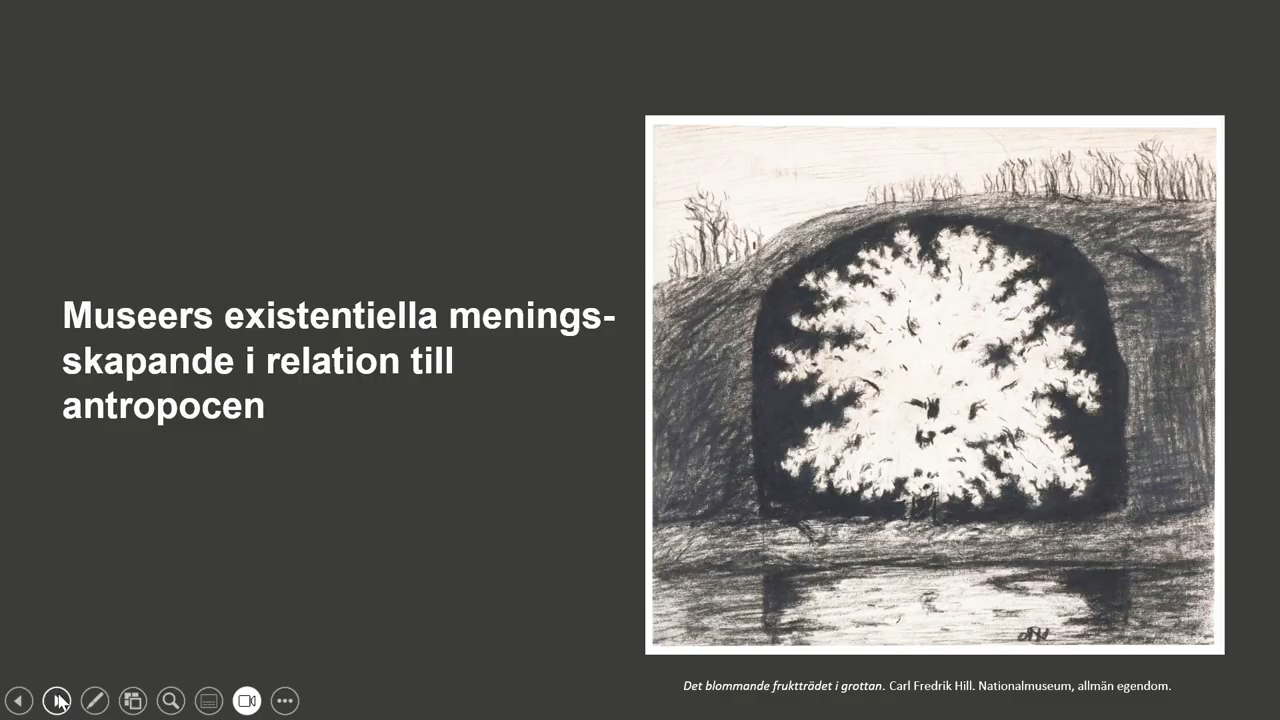 Museers existentiella menings-
skapande i relation till
antropocen
Det blommande fruktträdet i grottan. Carl Fredrik Hill. Nationalmuseum, allmän egendom.